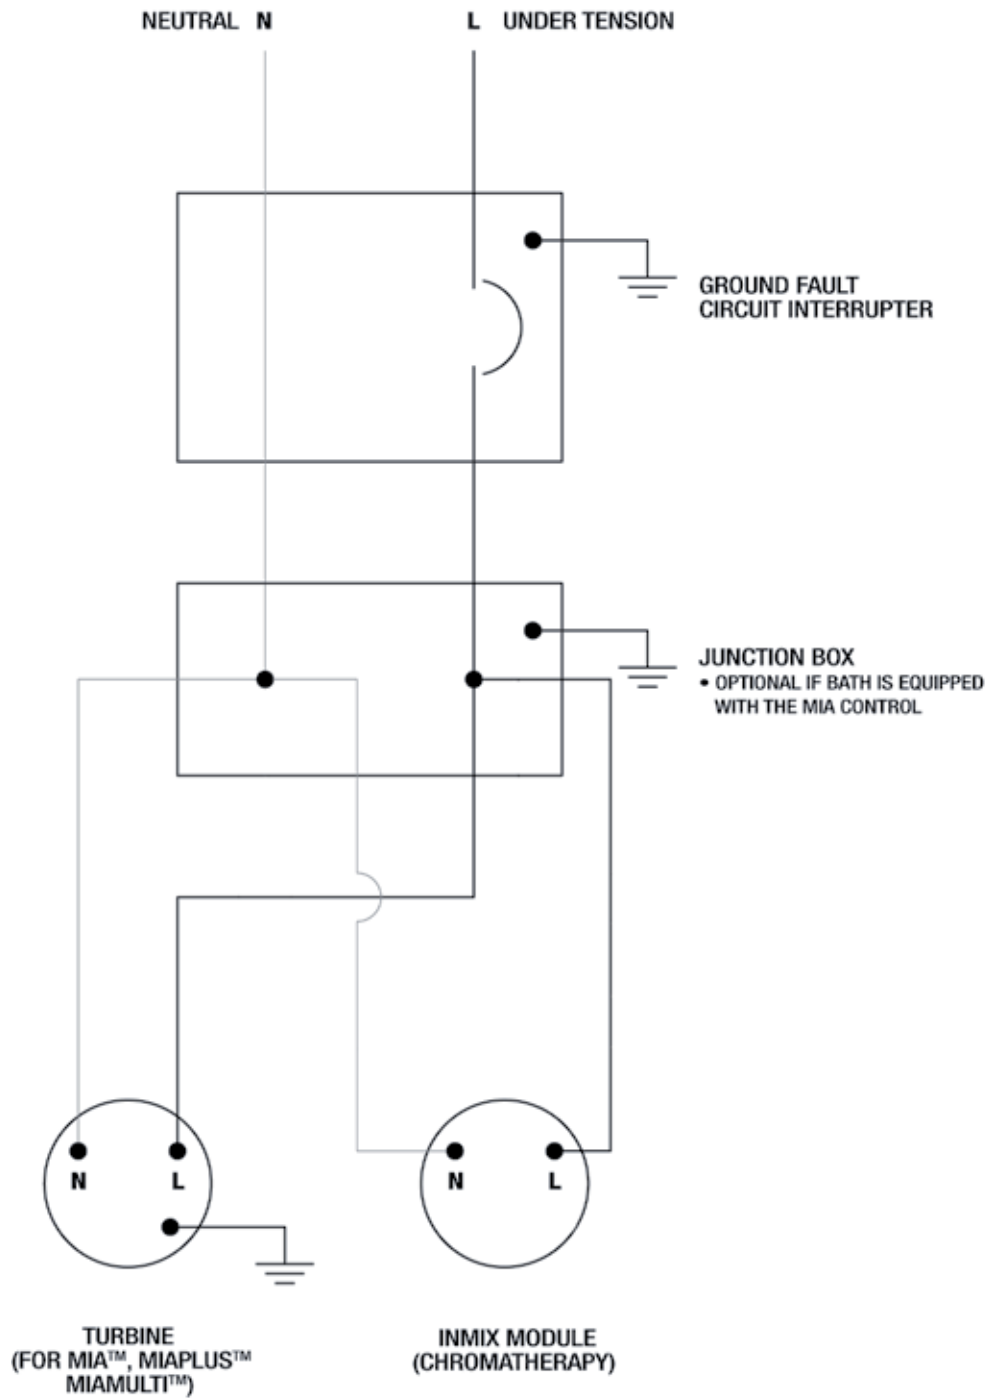 NEUTRAL N
L UNDER TENSION
GROUND FAULT
CIRCUIT INTERRUPTER
JUNCTION BOX
• OPTIONAL IF BATH IS EQUIPPED
WITH THE MIA CONTROL
N L
N L
TURBINE
(FOR MIA™, MIAPLUS™
MIAMULTI™)
INMIX MODULE
(CHROMATHERAPY)